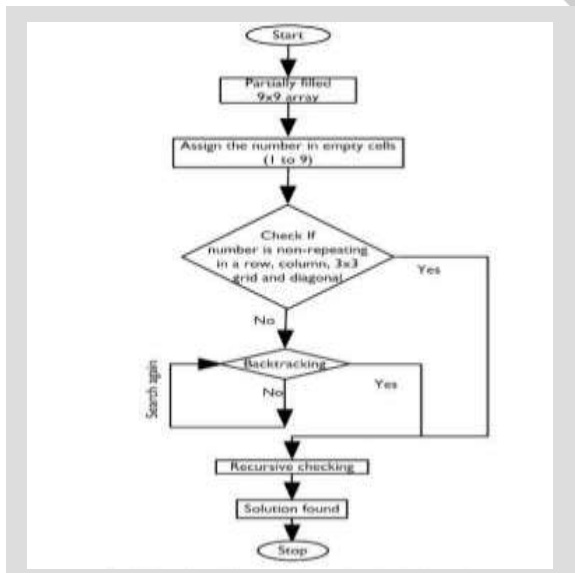 Start
Partially filled
9x9 array
Assign the number in empty cells
(1 to 9)
Check If
number is non-repeating
in a row, column, 3x3
grid and diagonal
Yes
No
Backtracking
Yes
No
Search again
Recursive checking
Solution found
Stop